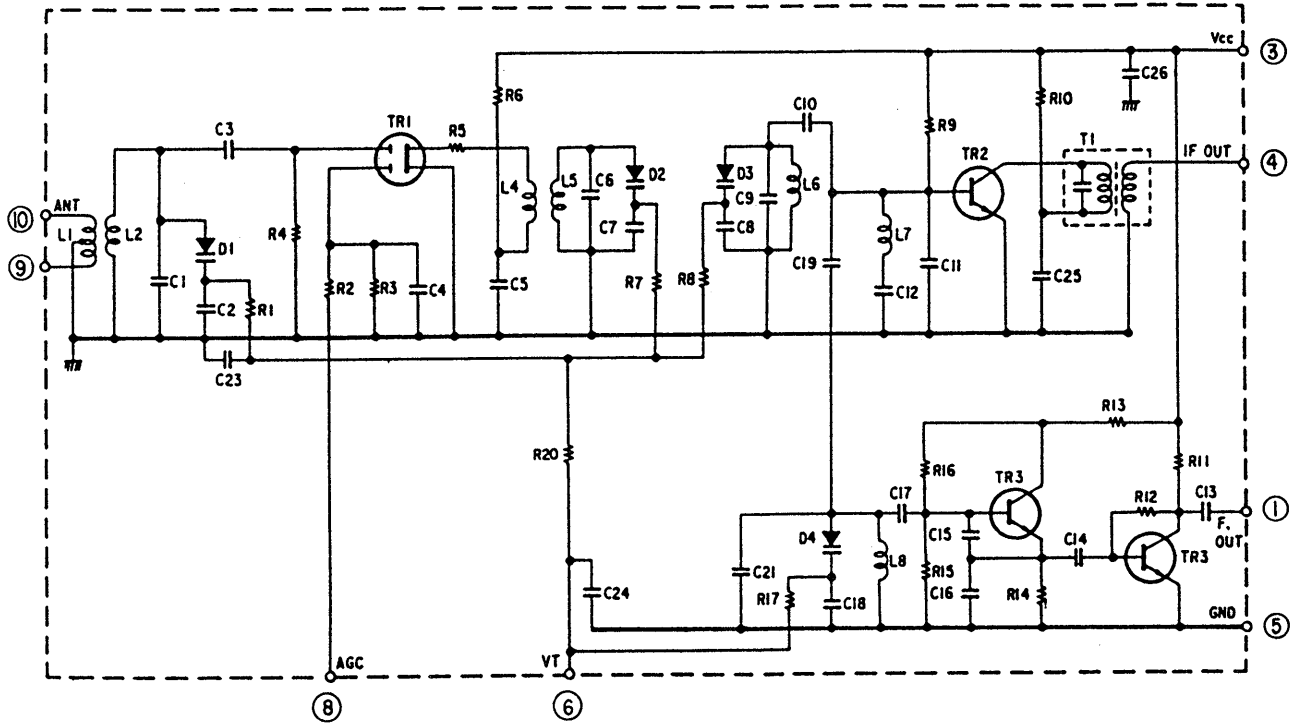 Vcc ③
C26
R6
R10
C10
C3
TR1
R5
R9
T1
TR2
IF OUT ④
L4
L5
C6
D2
D3
C9
L6
⑩ ANT
L1
L2
R4
C7
C8
L7
D1
⑨
C1
C2
R1
R2
R3
C4
C5
R7
R8
C19
C12
C11
C25
C23
R13
R20
R16
TR3
R11
C17
R12
C13
①
F.
OUT
D4
C15
C14
TR3
C21
L8
R15
C24
R17
C18
C16
R14
GND
⑤
AGC
VT
⑧
⑥